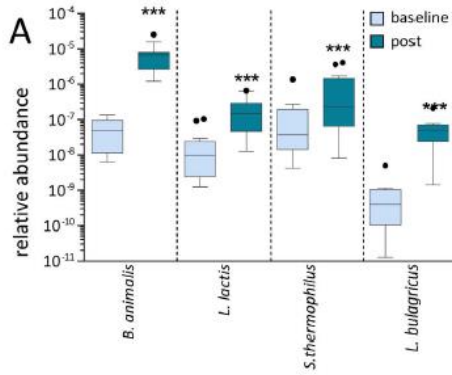 A
baseline
post
relative abundance
10-5
10-6
10-7
10-8
10-9
10-10
10-11
10-4
***
***
***
***
B. animalis
L. lactis
S.thermophilus
L. bulagricus